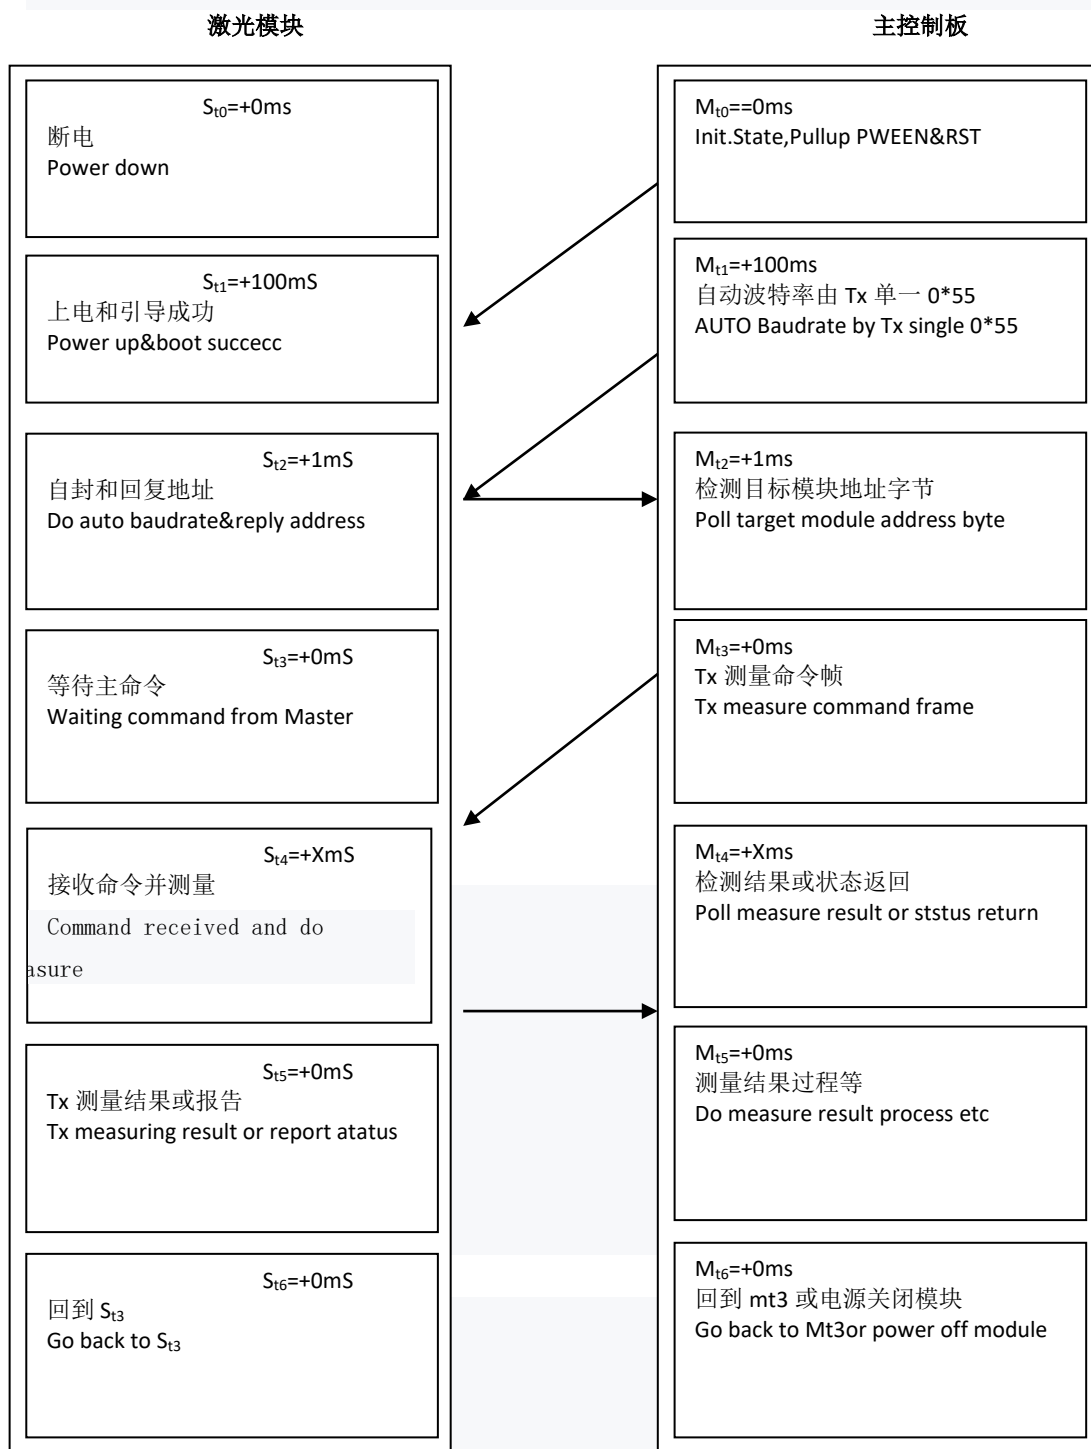 激光模块
主控制板
St0=+0ms
断电
Power down
St1=+100mS
上电和引导成功
Power up&boot succecc
St2=+1mS
自封和回复地址
Do auto baudrate&reply address
St3=+0mS
等待主命令
Waiting command from Master
St4=+XmS
接收命令并测量
Command received and do
asure
St5=+0mS
Tx 测量结果或报告
Tx measuring result or report atatus
St6=+0mS
回到 St3
Go back to St3
Mt0==0ms
Init.State,Pullup PWEEN&RST
Mt1=+100ms
自动波特率由 Tx 单一 0*55
AUTO Baudrate by Tx single 0*55
Mt2=+1ms
检测目标模块地址字节
Poll target module address byte
Mt3=+0ms
Tx 测量命令帧
Tx measure command frame
Mt4=+Xms
检测结果或状态返回
Poll measure result or ststus return
Mt5=+0ms
测量结果过程等
Do measure result process etc
Mt6=+0ms
回到 mt3 或电源关闭模块
Go back to Mt3or power off module